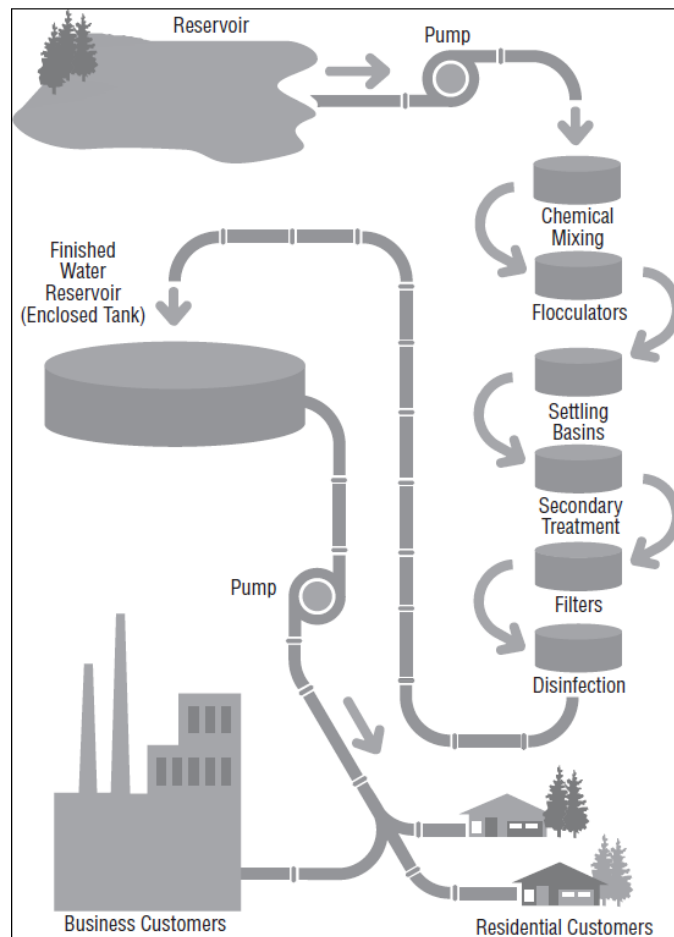 Reservoir
Pump
Chemical
Mixing
Finished
Water
Reservoir
(Enclosed Tank)
Flocculators
Settling
Basins
Secondary
Treatment
Filters
Pump
Disinfection
Business Customers
Residential Customers